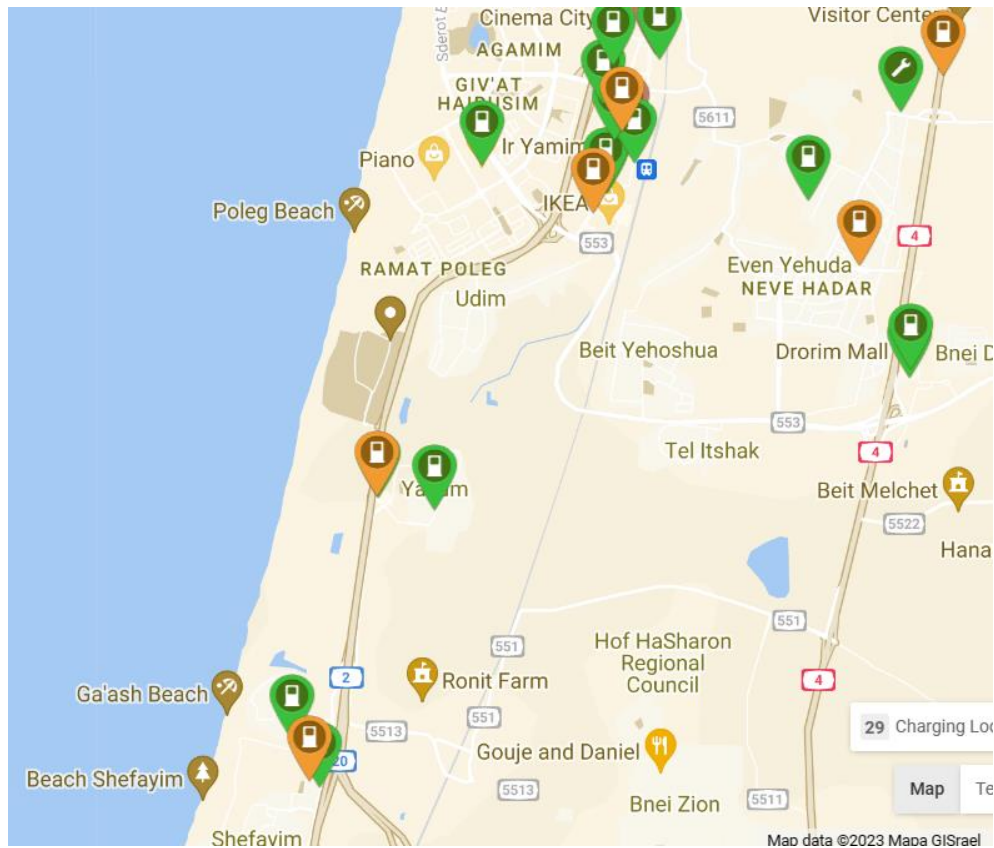 Cinema City
Visitor Center
Sderot B
AGAMIM
GIV'AT
HAIRUSIM
5611
Ir Yamim
Piano
IKEA
Poleg Beach
553
4
RAMAT POLEG
Even Yehuda
NEVE HADAR
Udim
Beit Yehoshua
Drorim Mall
Bnei D
553
Tel Itshak
4
Beit Melchet
5522
Hana
551
551
Hof HaSharon
Regional
Council
Ga'ash Beach
2
Ronit Farm
4
551
5513
29 Charging Loc
Gouje and Daniel
20
Beach Shefayim
5513
Bnei Zion
5511
Map
Te
Shefayim
Map data ©2023 Mapa GISrael